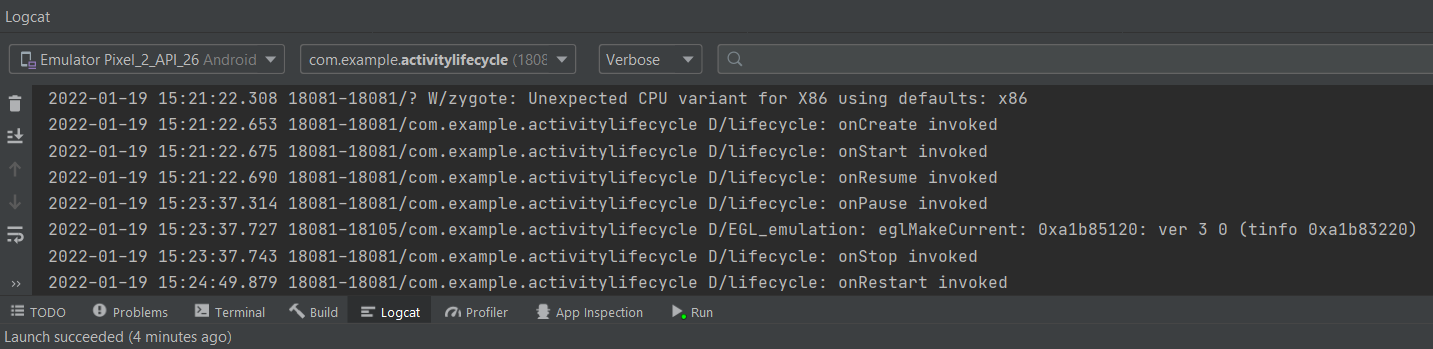 Logcat
Emulator Pixel_2_API_26 Android com.example.activitylifecycle (1808 Verbose
2022-01-19 15:21:22.308 18081-18081/? W/zygote: Unexpected CPU variant for X86 using defaults: x86
2022-01-19 15:21:22.653 18081-18081/com.example.activitylifecycle D/lifecycle: onCreate invoked
2022-01-19 15:21:22.675 18081-18081/com.example.activitylifecycle D/lifecycle: onStart invoked
2022-01-19 15:21:22.690 18081-18081/com.example.activitylifecycle D/lifecycle: onResume invoked
2022-01-19 15:23:37.314 18081-18081/com.example.activitylifecycle D/lifecycle: onPause invoked
2022-01-19 15:23:37.727 18081-18105/com.example.activitylifecycle D/EGL_emulation: eglMakeCurrent: 0xa1b85120: ver 3 0 (tinfo 0xa1b83220)
2022-01-19 15:23:37.743 18081-18081/com.example.activitylifecycle D/lifecycle: onStop invoked
2022-01-19 15:24:49.879 18081-18081/com.example.activitylifecycle D/lifecycle: onRestart invoked
TODO Problems Terminal Build Logcat Profiler App Inspection Run
Launch succeeded (4 minutes ago)